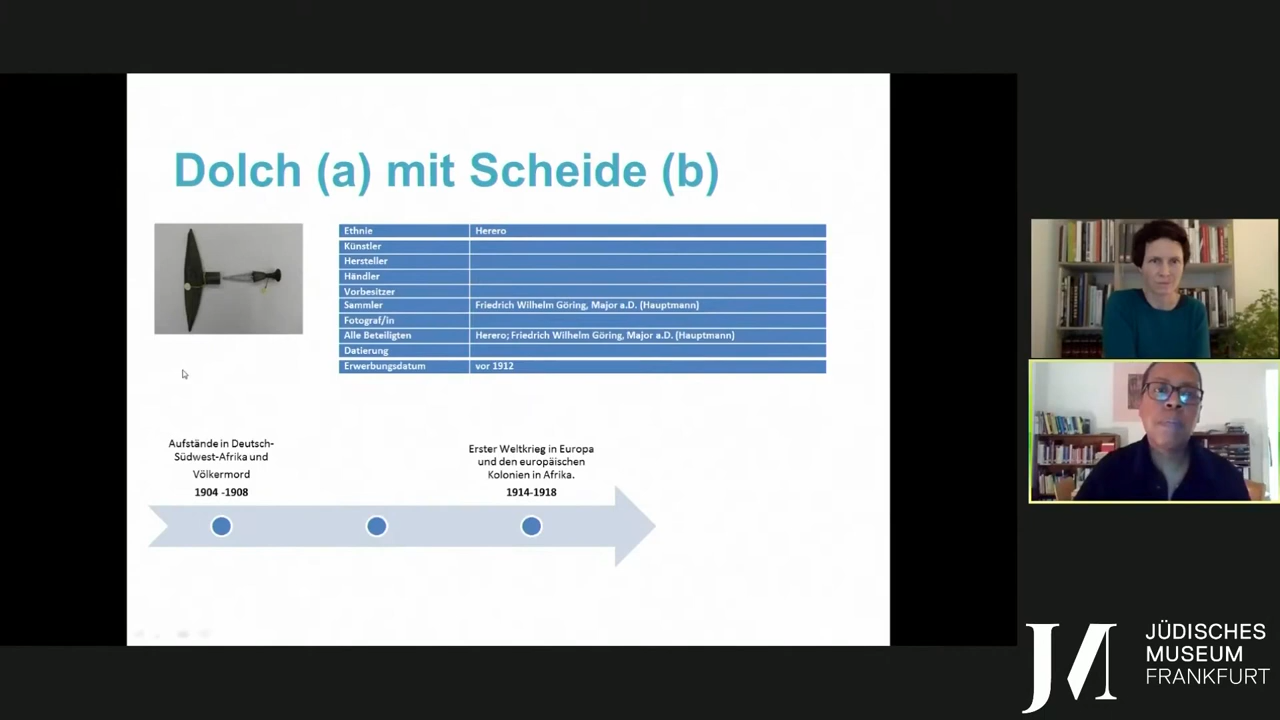 Dolch (a) mit Scheide (b)
Ethnie Herero
Künstler
Hersteller
Händler
Vorbesitzer
Sammler Friedrich Wilhelm Göring, Major a.D. (Hauptmann)
Fotograf/in
Alle Beteiligten Herero; Friedrich Wilhelm Göring, Major a.D. (Hauptmann)
Datierung
Erwerbungsdatum vor 1912
Aufstände in Deutsch-
Südwest-Afrika und
Völkermord
1904 -1908
Erster Weltkrieg in Europa
und den europäischen
Kolonien in Afrika.
1914-1918
JM
JÜDISCHES
MUSEUM
FRANKFURT